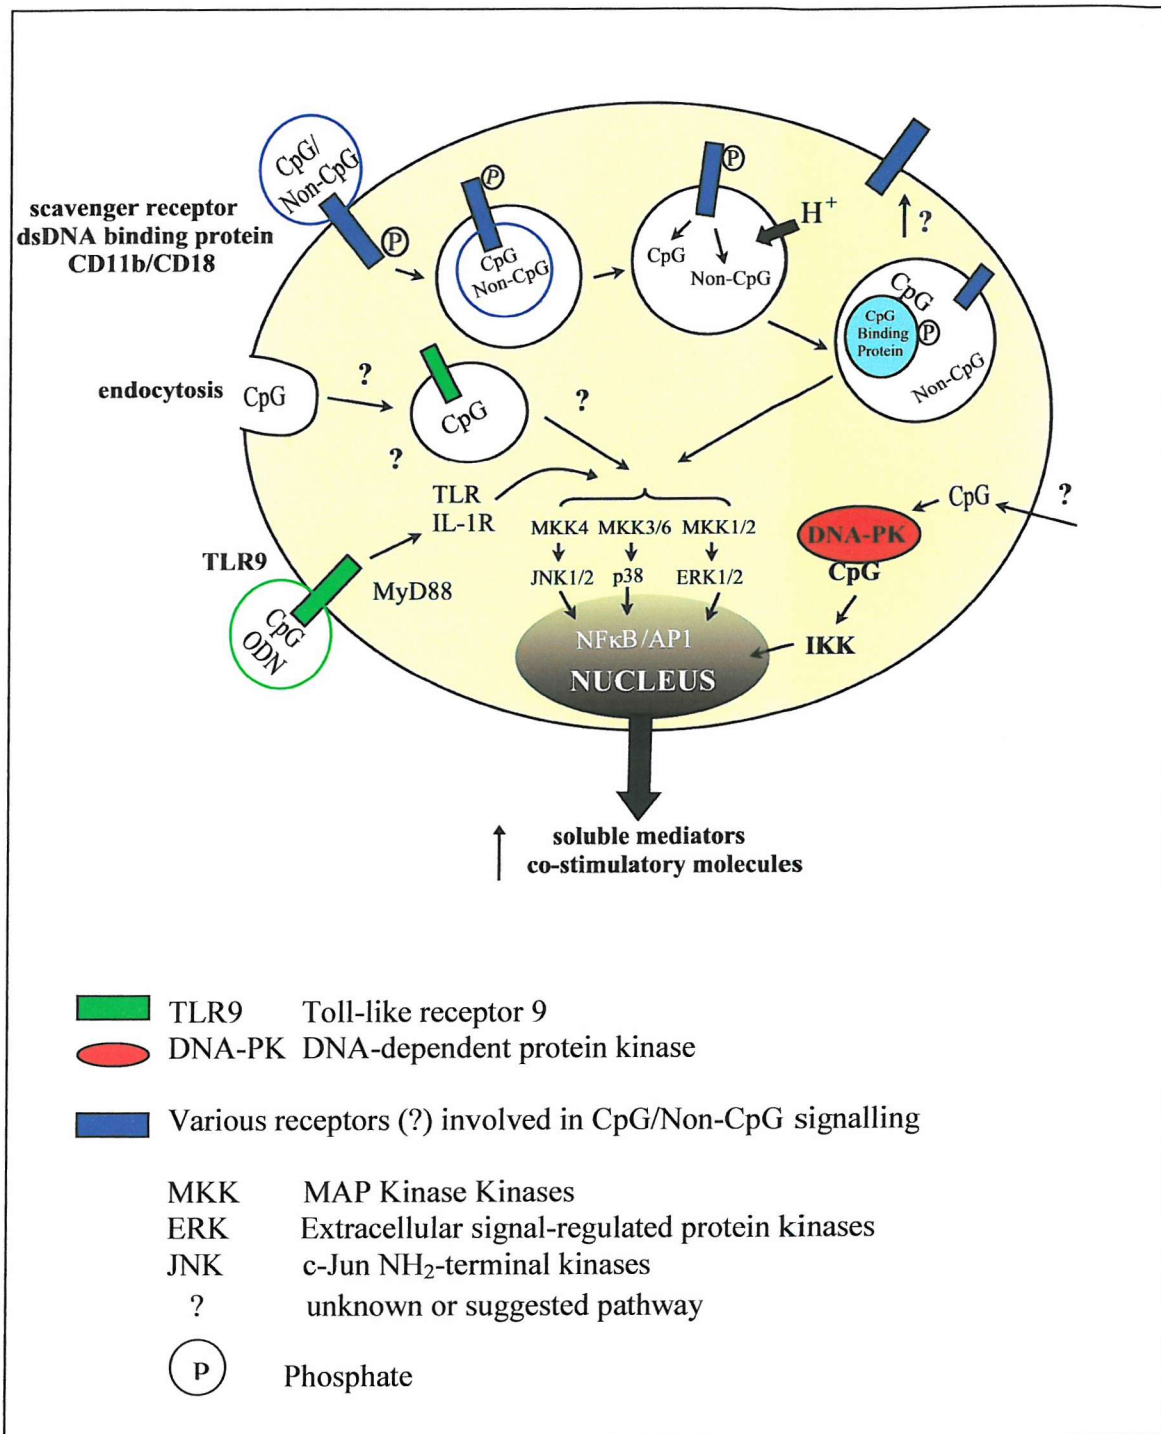 CpG/
Non-CpG
scavenger receptor
dsDNA binding protein
CD11b/CD18
P
P
CpG
Non-CpG
P
H+
CpG
Non-CpG
?
CpG
CpG
Binding
Protein
P
Non-CpG
endocytosis
CpG
?
CpG
?
?
TLR
IL-1R
MKK4 MKK3/6 MKK1/2
JNK1/2 p38 ERK1/2
CpG
?
DNA-PK
CpG
IKK
TLR9
MyD88
CpG
ODN
NFκB/AP1
NUCLEUS
soluble mediators
co-stimulatory molecules
TLR9 Toll-like receptor 9
DNA-PK DNA-dependent protein kinase
Various receptors (?) involved in CpG/Non-CpG signalling
MKK MAP Kinase Kinases
ERK Extracellular signal-regulated protein kinases
JNK c-Jun NH2-terminal kinases
? unknown or suggested pathway
P Phosphate